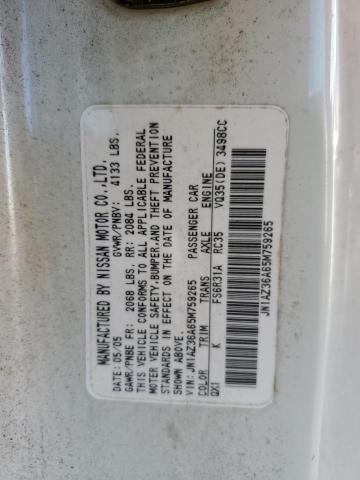 MANUFACTURED BY NISSAN MOTOR CO.,LTD.
DATE: 05/05 GVWR/PNBV: 4133 LBS.
GAWR/PNBE FR: 2068 LBS. RR: 2084 LBS.
THIS VEHICLE CONFORMS TO ALL APPLICABLE FEDERAL
MOTOR VEHICLE SAFETY,BUMPER,AND THEFT PREVENTION
STANDARDS IN EFFECT ON THE DATE OF MANUFACTURE
SHOWN ABOVE.
VIN: JN1AZ36A65M759265 PASSENGER CAR
COLOR TRIM TRANS AXLE ENGINE
QX1 K FS6R31A RC35 VQ35(DE) 3498CC
JN1AZ36A65M759265